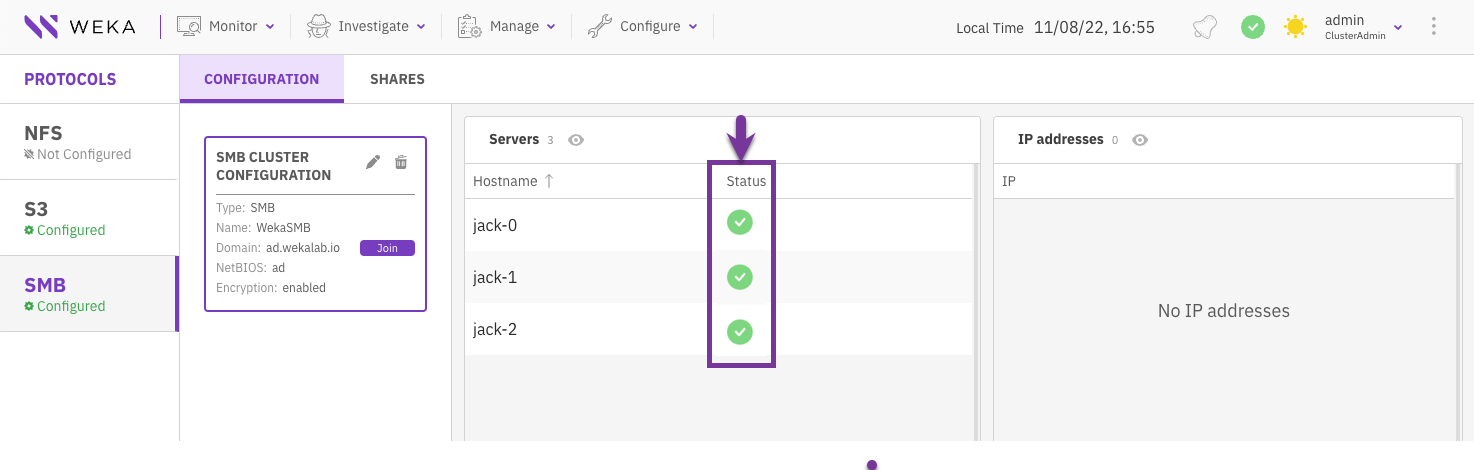 WEKA
Monitor
Investigate
Manage
Configure
Local Time 11/08/22, 16:55
admin
ClusterAdmin
PROTOCOLS
CONFIGURATION
SHARES
NFS
Not Configured
S3
Configured
SMB
Configured
SMB CLUSTER
CONFIGURATION
Type: SMB
Name: WekaSMB
Domain: ad.wekalab.io
Join
NetBIOS: ad
Encryption: enabled
Servers 3
Hostname ↑ Status
jack-0
jack-1
jack-2
IP addresses 0
IP
No IP addresses